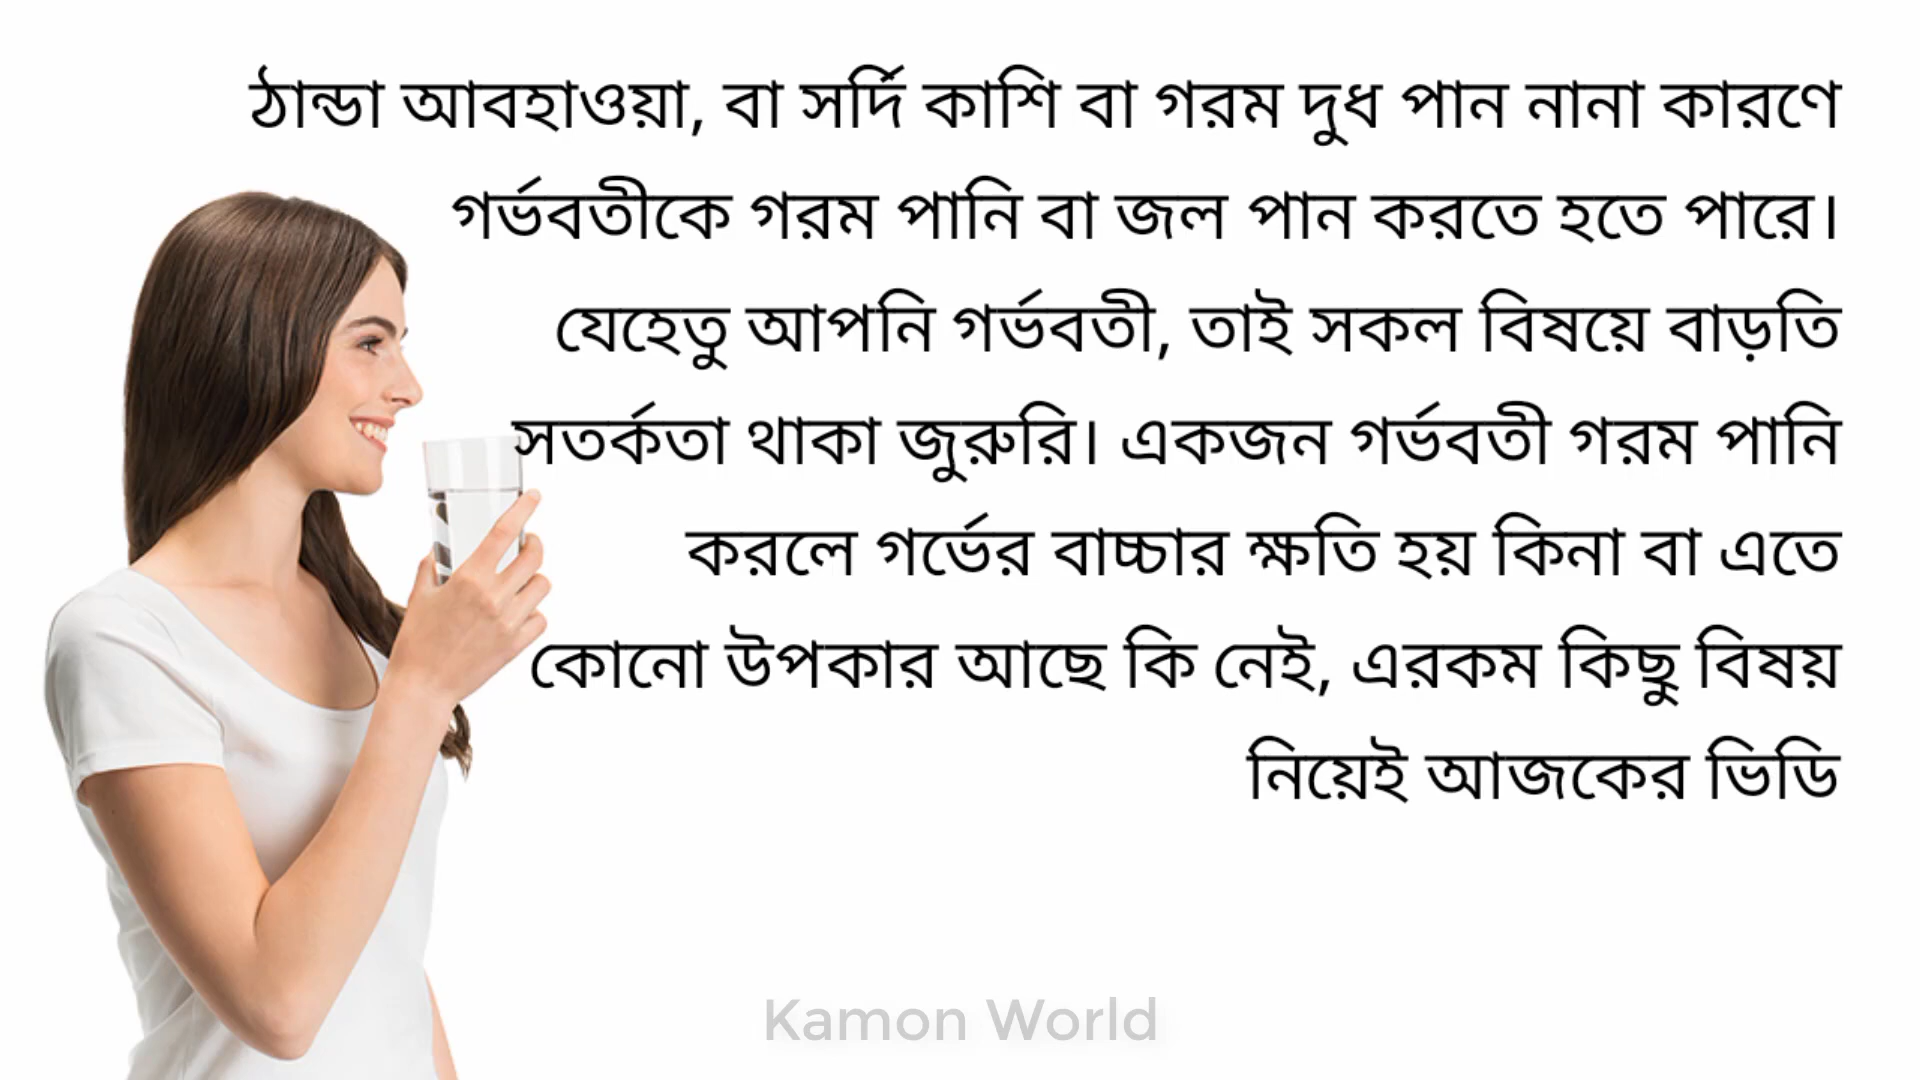 ঠান্ডা আবহাওয়া, বা সর্দি কাশি বা গরম দুধ পান নানা কারণে
গর্ভবতীকে গরম পানি বা জল পান করতে হতে পারে।
যেহেতু আপনি গর্ভবতী, তাই সকল বিষয়ে বাড়তি
সতর্কতা থাকা জুরুরি। একজন গর্ভবতী গরম পানি
করলে গর্ভের বাচ্চার ক্ষতি হয় কিনা বা এতে
কোনো উপকার আছে কি নেই, এরকম কিছু বিষয়
নিয়েই আজকের ভিডি
Kamon World